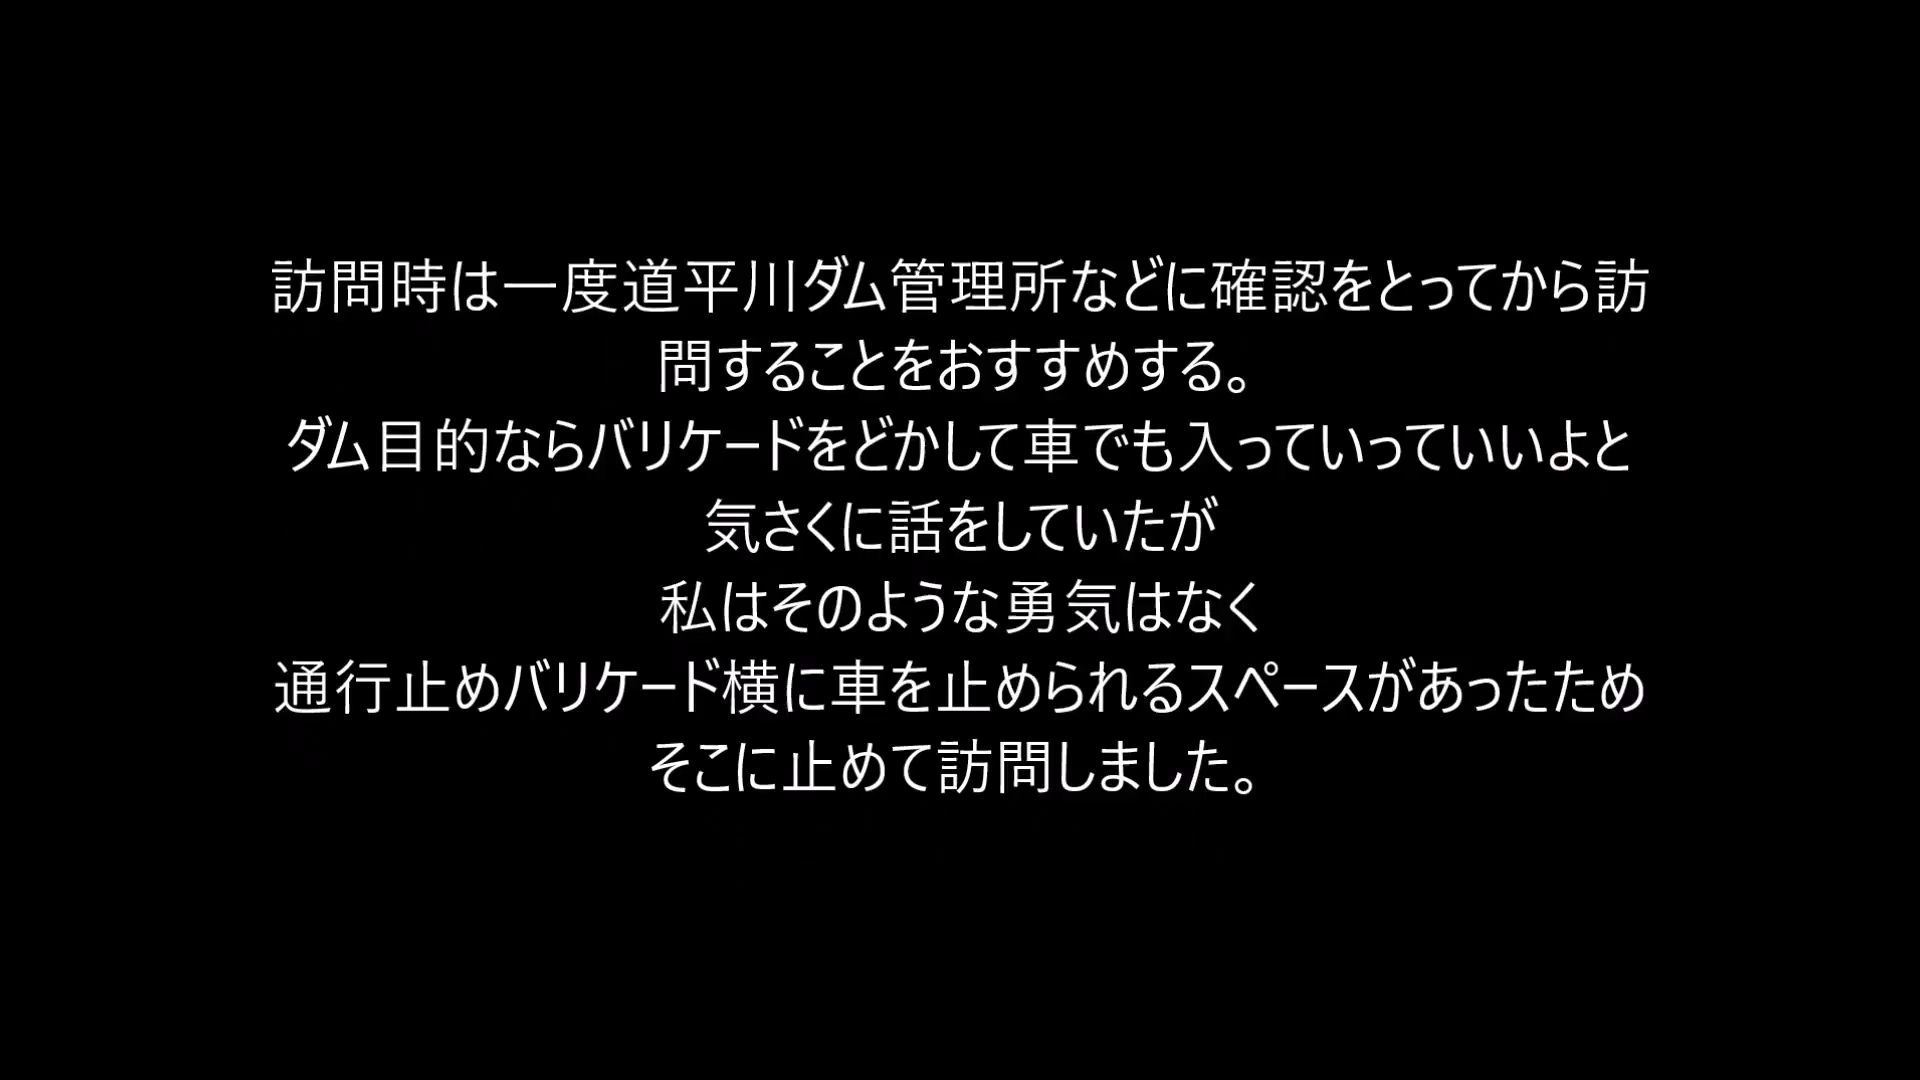 訪問時は一度道平川ダム管理所などに確認をとってから訪
問することをおすすめする。
ダム目的ならバリケードをどかして車でも入っていっていいよと
気さくに話をしていたが
私はそのような勇気はなく
通行止めバリケード横に車を止められるスペースがあったため
そこに止めて訪問しました。